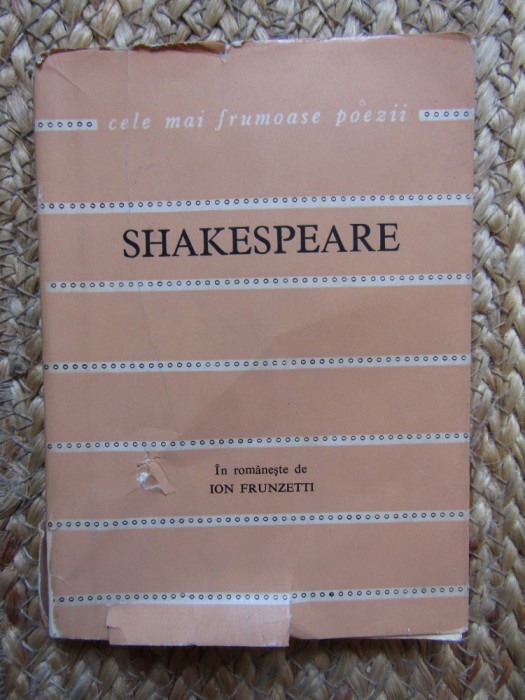 cele mai frumoase poezii
SHAKESPEARE
În românește de
ION FRUNZETTI